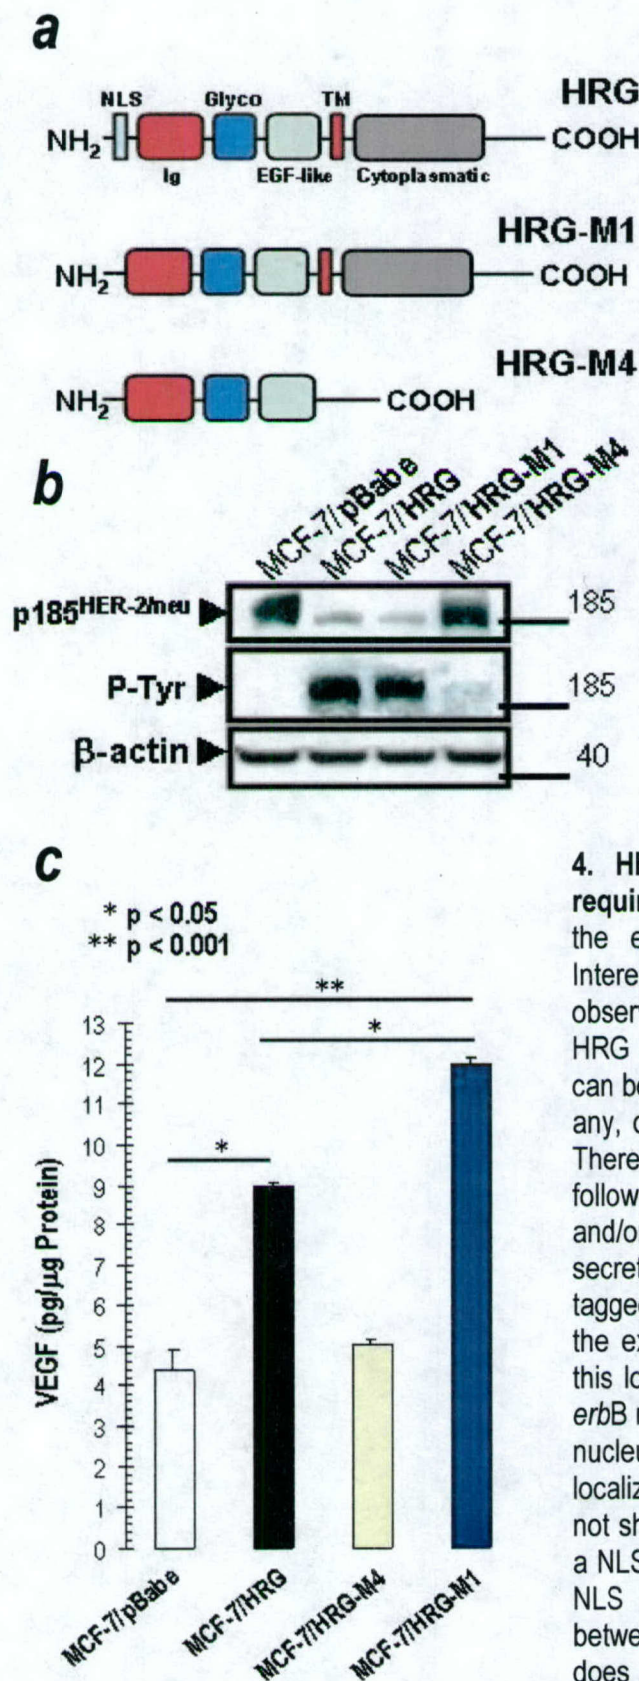 a
HRG
NLS Glyco TM
NH2 COOH
Ig EGF-like Cytoplasmatic
HRG-M1
NH2 COOH
HRG-M4
NH2 COOH
b
MCF-7/pBabe MCF-7/HRG MCF-7/HRG-M1 MCF-7/HRG-M4
p185HER-2/neu 185
P-Tyr 185
β-actin 40
c
* p < 0.05
** p < 0.001
**
*
*
VEGF (pg/µg Protein)
13
12
11
10
9
8
7
6
5
4
3
2
1
0
MCF-7/pBabe MCF-7/HRG MCF-7/HRG-M4 MCF-7/HRG-M1
4. HI
requir
the e
Intere
obser
HRG
can be
any, c
There
follow
and/o
secret
tagge
the ex
this lo
erbB r
nucleu
localiz
not sh
a NLS
NLS
betwe
does